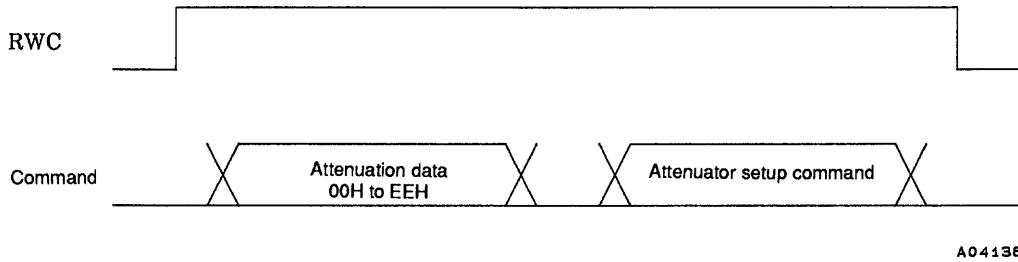 RWC
Command
Attenuation data
00H to EEH
Attenuator setup command
A04136